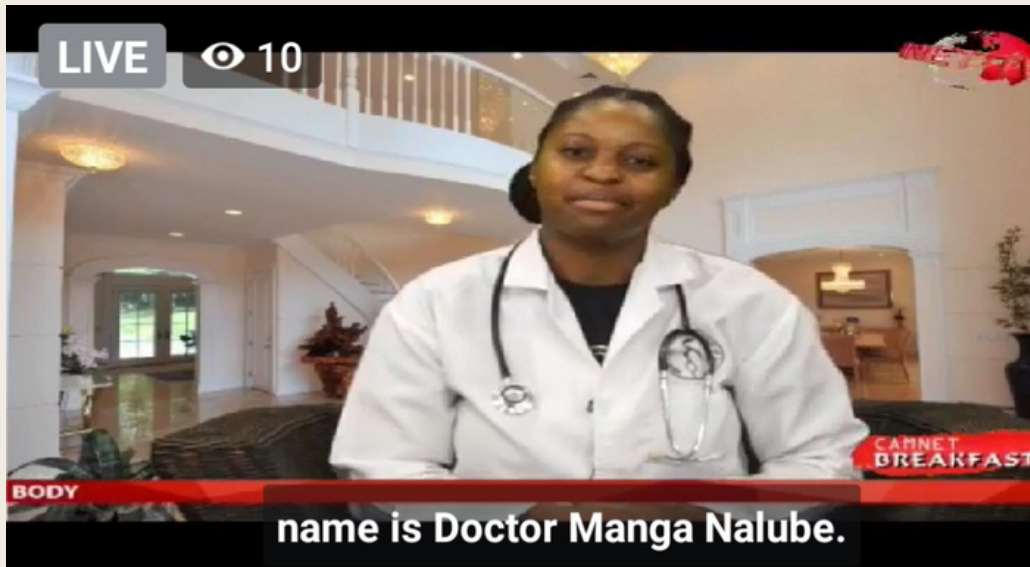 LIVE 10
CAMNET
BREAKFAST
BODY
name is Doctor Manga Nalube.